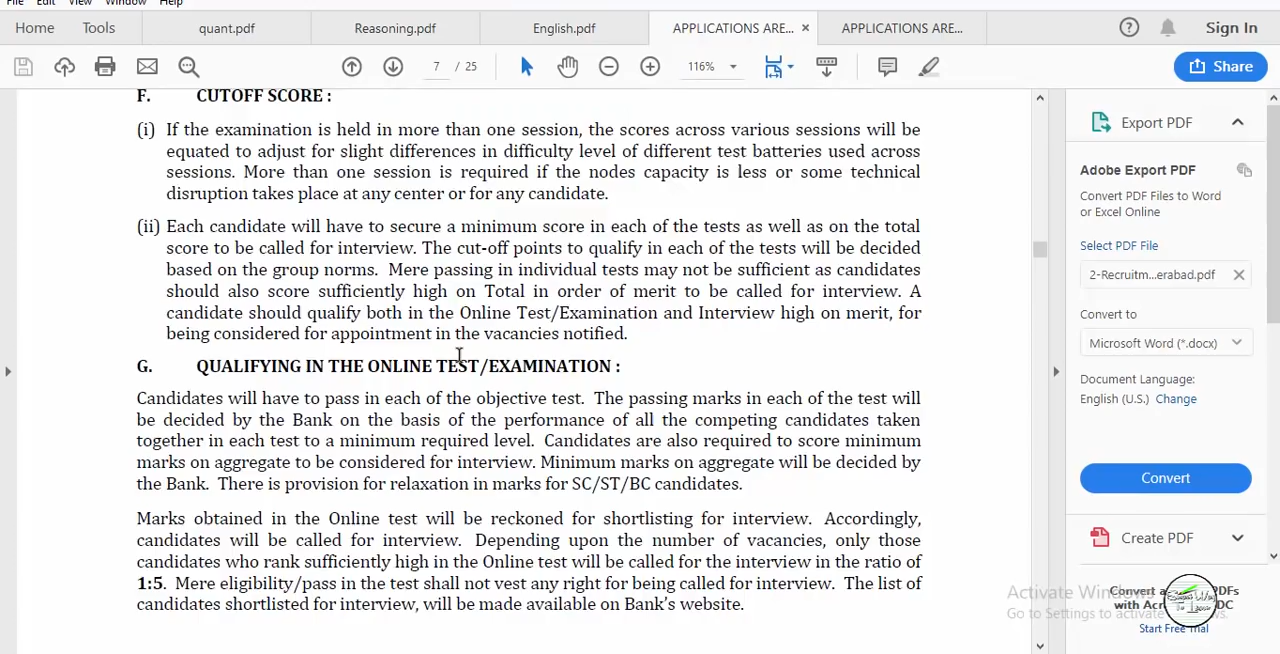 File Edit View Window Help
Home Tools quant.pdf Reasoning.pdf English.pdf APPLICATIONS ARE... × APPLICATIONS ARE... Sign In
7 / 25 116% Share
F. CUTOFF SCORE :
(i) If the examination is held in more than one session, the scores across various sessions will be
equated to adjust for slight differences in difficulty level of different test batteries used across
sessions. More than one session is required if the nodes capacity is less or some technical
disruption takes place at any center or for any candidate.
(ii) Each candidate will have to secure a minimum score in each of the tests as well as on the total
score to be called for interview. The cut-off points to qualify in each of the tests will be decided
based on the group norms. Mere passing in individual tests may not be sufficient as candidates
should also score sufficiently high on Total in order of merit to be called for interview. A
candidate should qualify both in the Online Test/Examination and Interview high on merit, for
being considered for appointment in the vacancies notified.
G. QUALIFYING IN THE ONLINE TEST/EXAMINATION :
Candidates will have to pass in each of the objective test. The passing marks in each of the test will
be decided by the Bank on the basis of the performance of all the competing candidates taken
together in each test to a minimum required level. Candidates are also required to score minimum
marks on aggregate to be considered for interview. Minimum marks on aggregate will be decided by
the Bank. There is provision for relaxation in marks for SC/ST/BC candidates.
Marks obtained in the Online test will be reckoned for shortlisting for interview. Accordingly,
candidates will be called for interview. Depending upon the number of vacancies, only those
candidates who rank sufficiently high in the Online test will be called for the interview in the ratio of
1:5. Mere eligibility/pass in the test shall not vest any right for being called for interview. The list of
candidates shortlisted for interview, will be made available on Bank's website.
Export PDF
Adobe Export PDF
Convert PDF Files to Word
or Excel Online
Select PDF File
2-Recruitm...erabad.pdf
Convert to
Microsoft Word (*.docx)
Document Language:
English (U.S.) Change
Convert
Create PDF
Activate Windows
Go to Settings to activate
Convert PDFs
with Acr DC
Start Free Trial